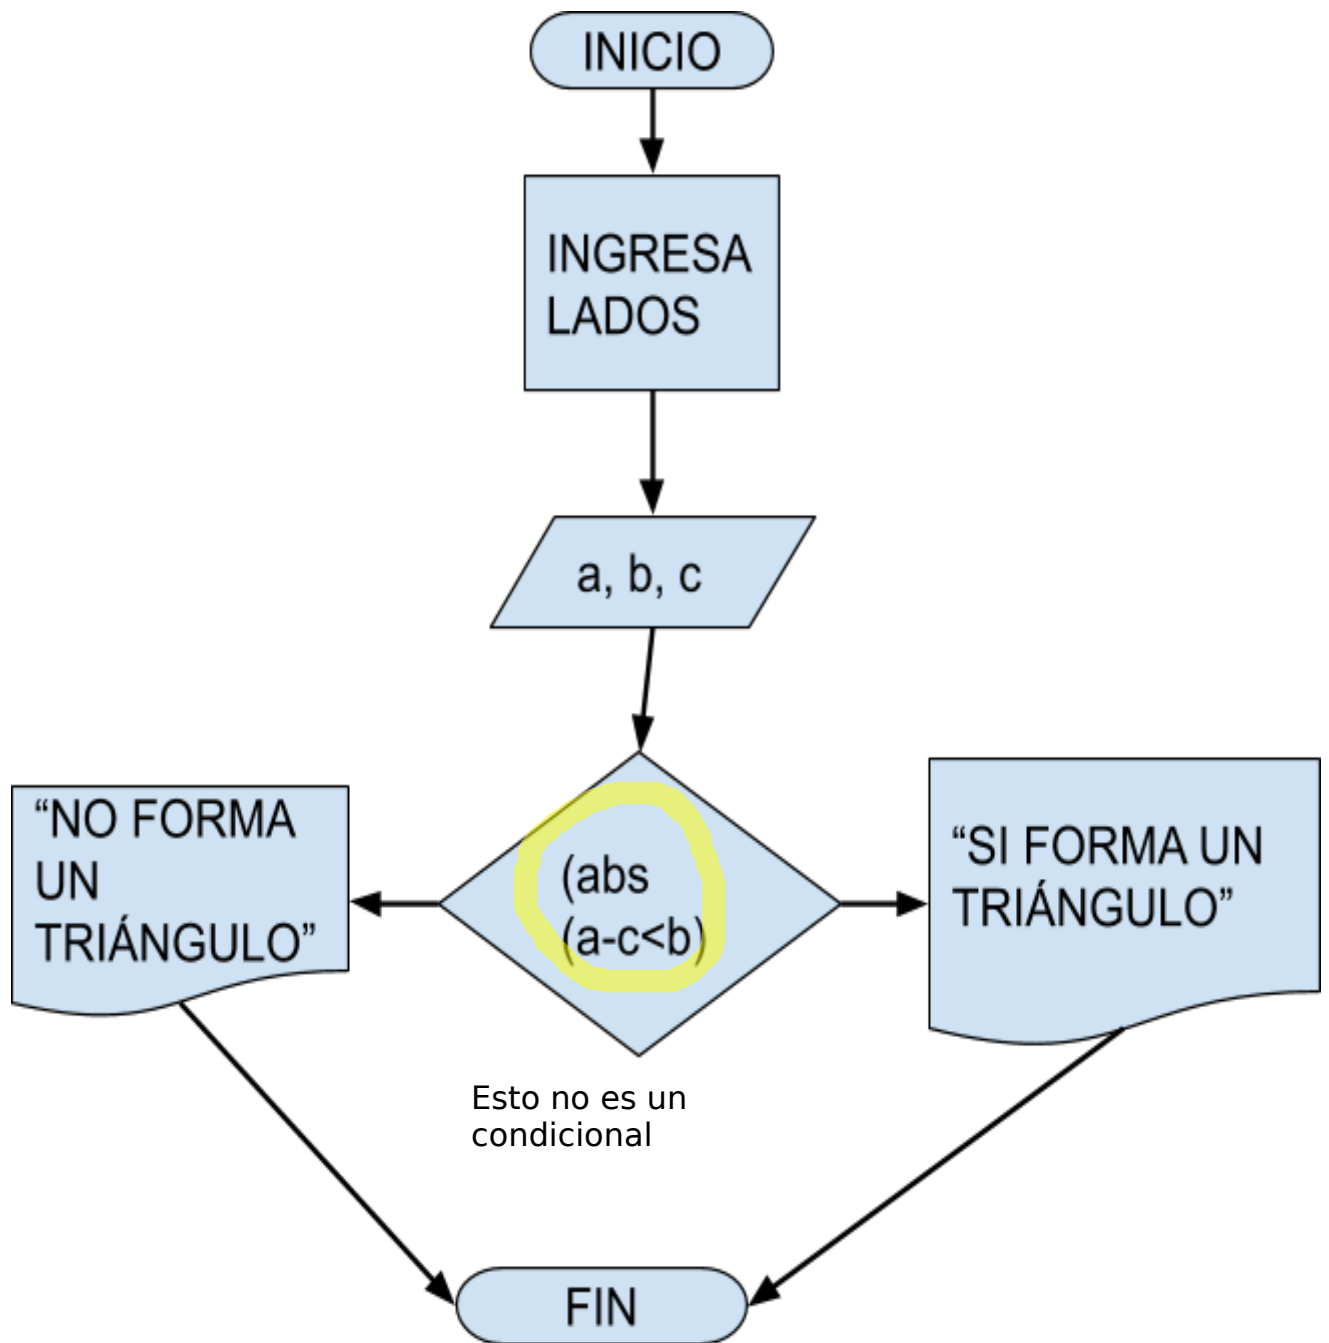 INICIO
INGRESA
LADOS
a, b, c
“NO FORMA
UN
TRIÁNGULO”
(abs
(a-c<b)
“SI FORMA UN
TRIÁNGULO”
Esto no es un
condicional
FIN